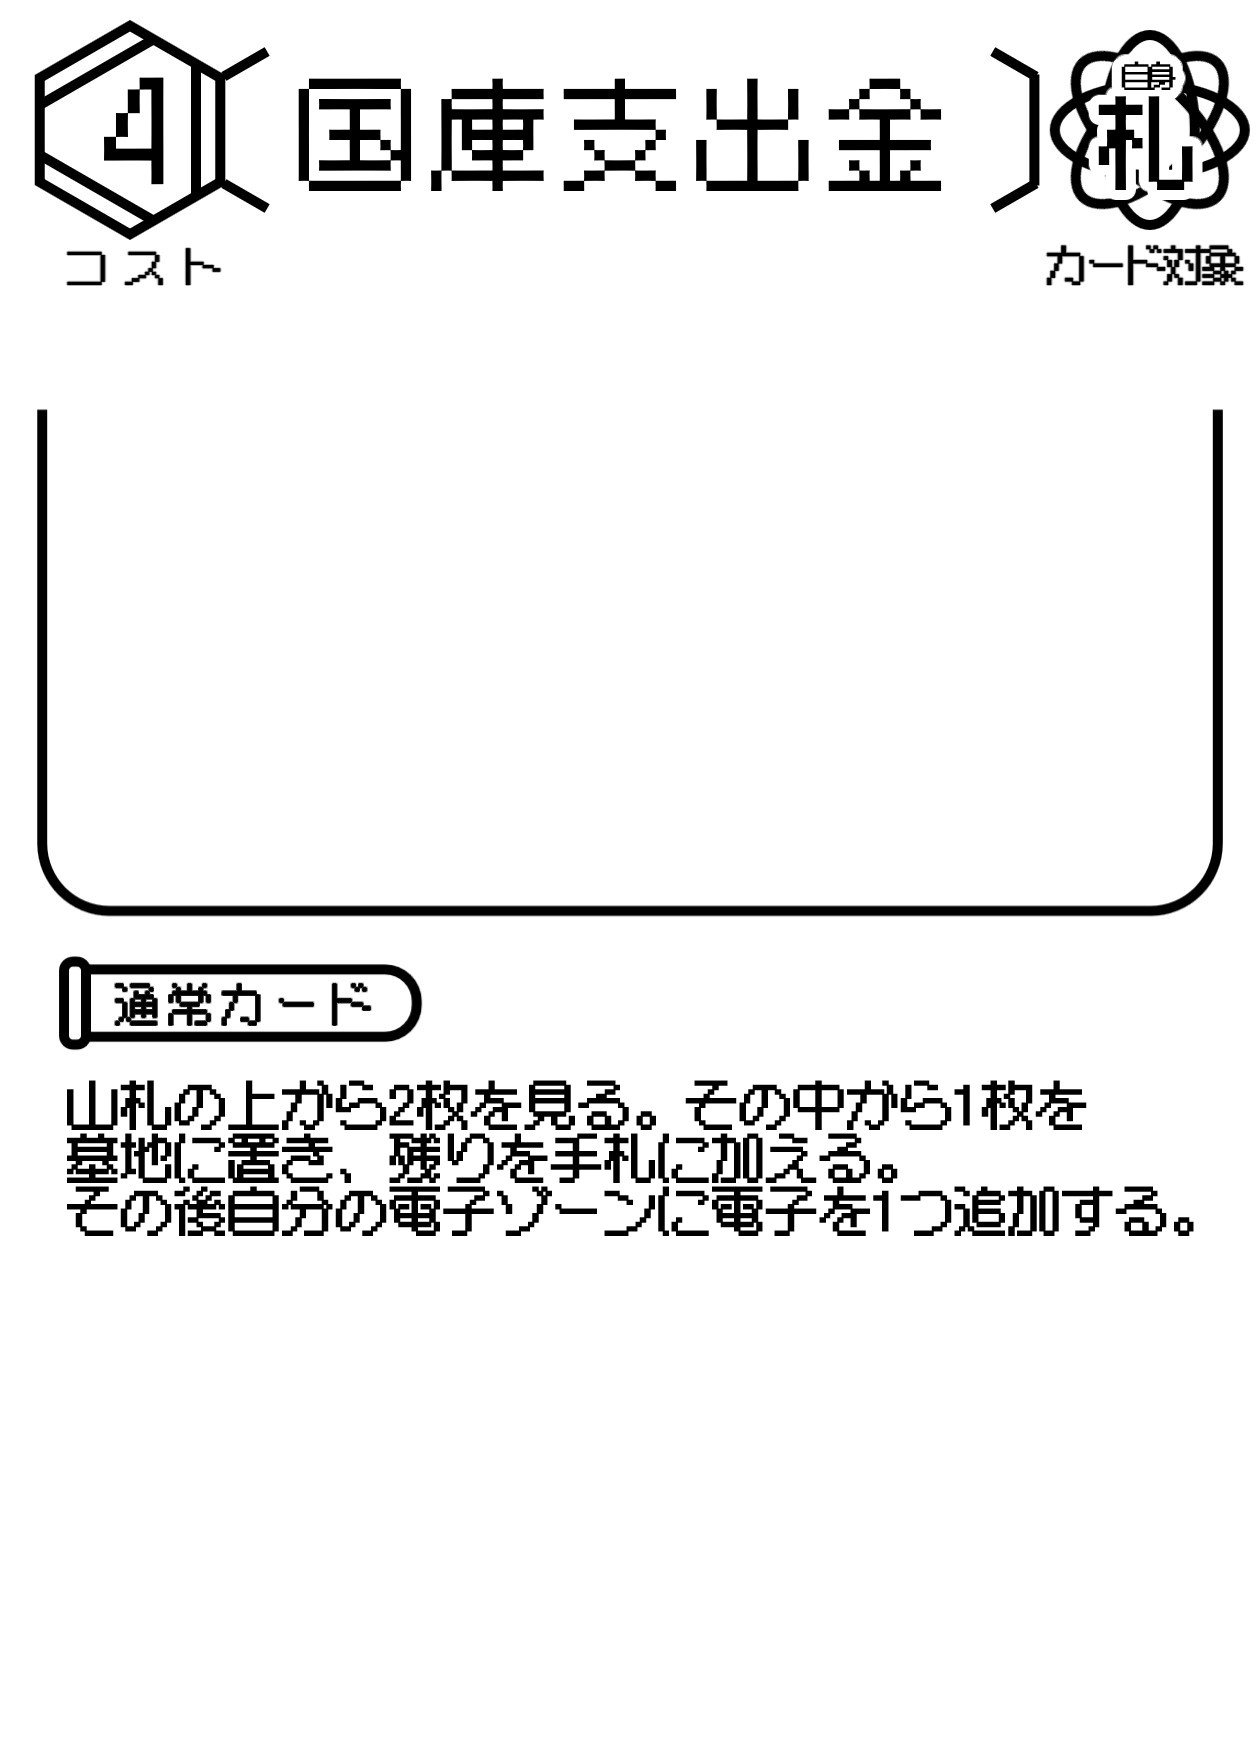 4
国庫支出金
自身
札
コスト
カード対象
通常カード
山札の上から2枚を見る。その中から1枚を
墓地に置き、残りを手札に加える。
その後自分の電子ゾーンに電子を1つ追加する。